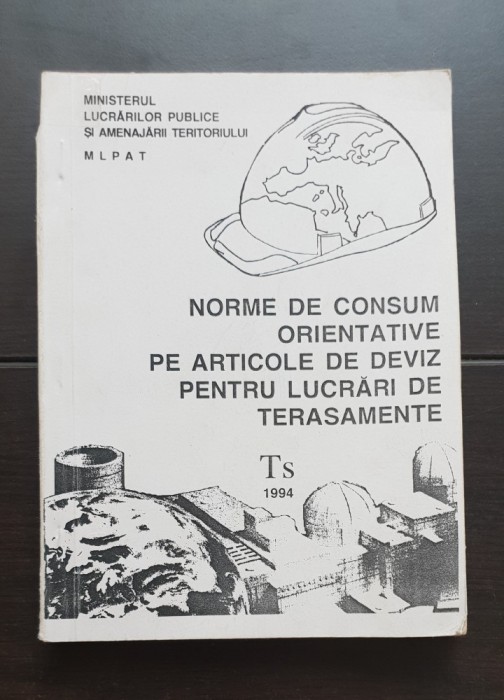 MINISTERUL
LUCRĂRILOR PUBLICE
ŞI AMENAJĂRII TERITORIULUI
M L P A T
NORME DE CONSUM
ORIENTATIVE
PE ARTICOLE DE DEVIZ
PENTRU LUCRĂRI DE
TERASAMENTE
Ts
1994